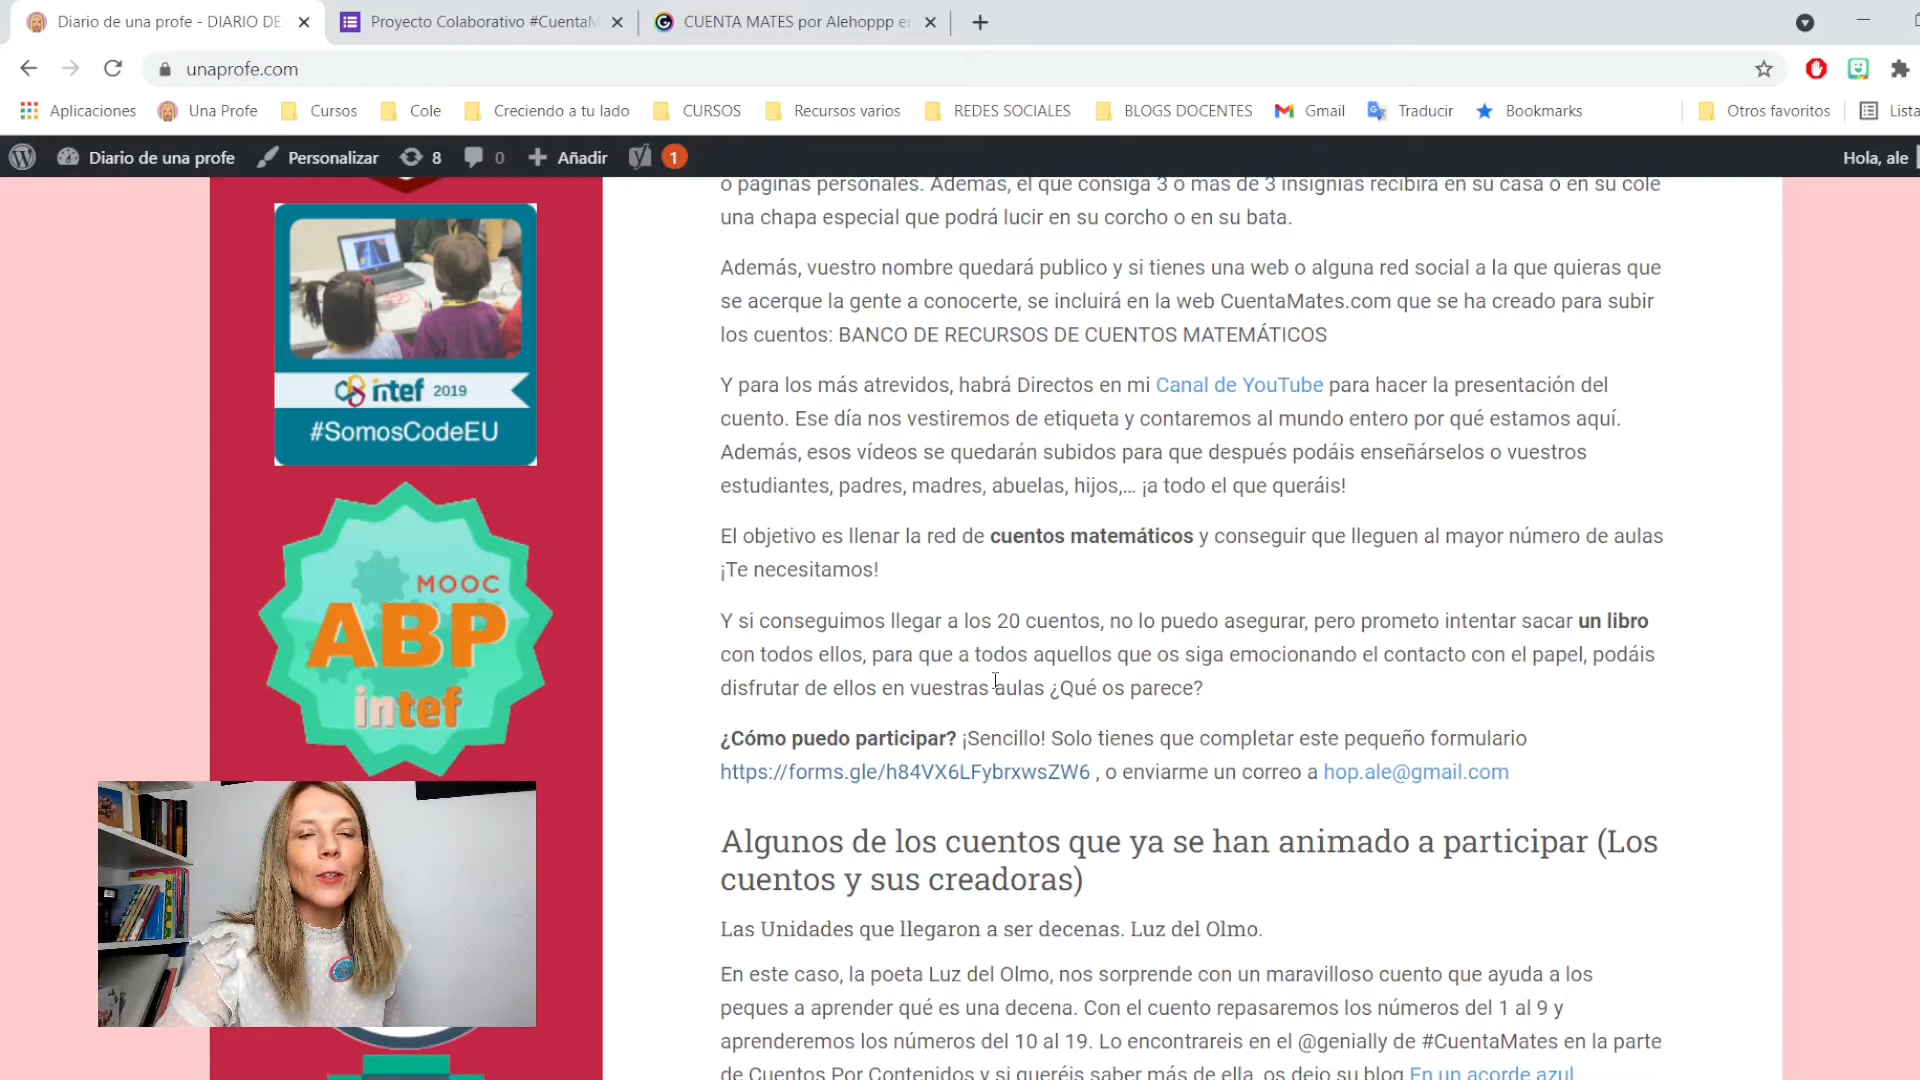 Diario de una profe - DIARIO DE
Proyecto Colaborativo #CuentaM
CUENTA MATES por Alehoppp en
unaprofe.com
Aplicaciones
Una Profe
Cursos
Cole
Creciendo a tu lado
CURSOS
Recursos varios
REDES SOCIALES
BLOGS DOCENTES
Gmail
Traducir
Bookmarks
Otros favoritos
Lista
Diario de una profe
Personalizar
8
0
Añadir
1
Hola, ale
o páginas personales. Además, el que consiga 3 o más de 3 insignias recibirá en su casa o en su cole
una chapa especial que podrá lucir en su corcho o en su bata.
Además, vuestro nombre quedará publico y si tienes una web o alguna red social a la que quieras que
se acerque la gente a conocerte, se incluirá en la web CuentaMates.com que se ha creado para subir
los cuentos: BANCO DE RECURSOS DE CUENTOS MATEMÁTICOS
Y para los más atrevidos, habrá Directos en mi Canal de YouTube para hacer la presentación del
cuento. Ese día nos vestiremos de etiqueta y contaremos al mundo entero por qué estamos aquí.
Además, esos vídeos se quedarán subidos para que después podáis enseñárselos o vuestros
estudiantes, padres, madres, abuelas, hijos,... ¡a todo el que queráis!
El objetivo es llenar la red de cuentos matemáticos y conseguir que lleguen al mayor número de aulas
¡Te necesitamos!
Y si conseguimos llegar a los 20 cuentos, no lo puedo asegurar, pero prometo intentar sacar un libro
con todos ellos, para que a todos aquellos que os siga emocionando el contacto con el papel, podáis
disfrutar de ellos en vuestras aulas ¿Qué os parece?
¿Cómo puedo participar? ¡Sencillo! Solo tienes que completar este pequeño formulario
https://forms.gle/h84VX6LFybrxwsZW6 , o enviarme un correo a hop.ale@gmail.com
Algunos de los cuentos que ya se han animado a participar (Los
cuentos y sus creadoras)
Las Unidades que llegaron a ser decenas. Luz del Olmo.
En este caso, la poeta Luz del Olmo, nos sorprende con un maravilloso cuento que ayuda a los
peques a aprender qué es una decena. Con el cuento repasaremos los números del 1 al 9 y
aprenderemos los números del 10 al 19. Lo encontrareis en el @genially de #CuentaMates en la parte
de Cuentos Por Contenidos y si queréis saber más de ella, os dejo su blog En un acorde azul
intef 2019
#SomosCodeEU
MOOC
ABP
intef